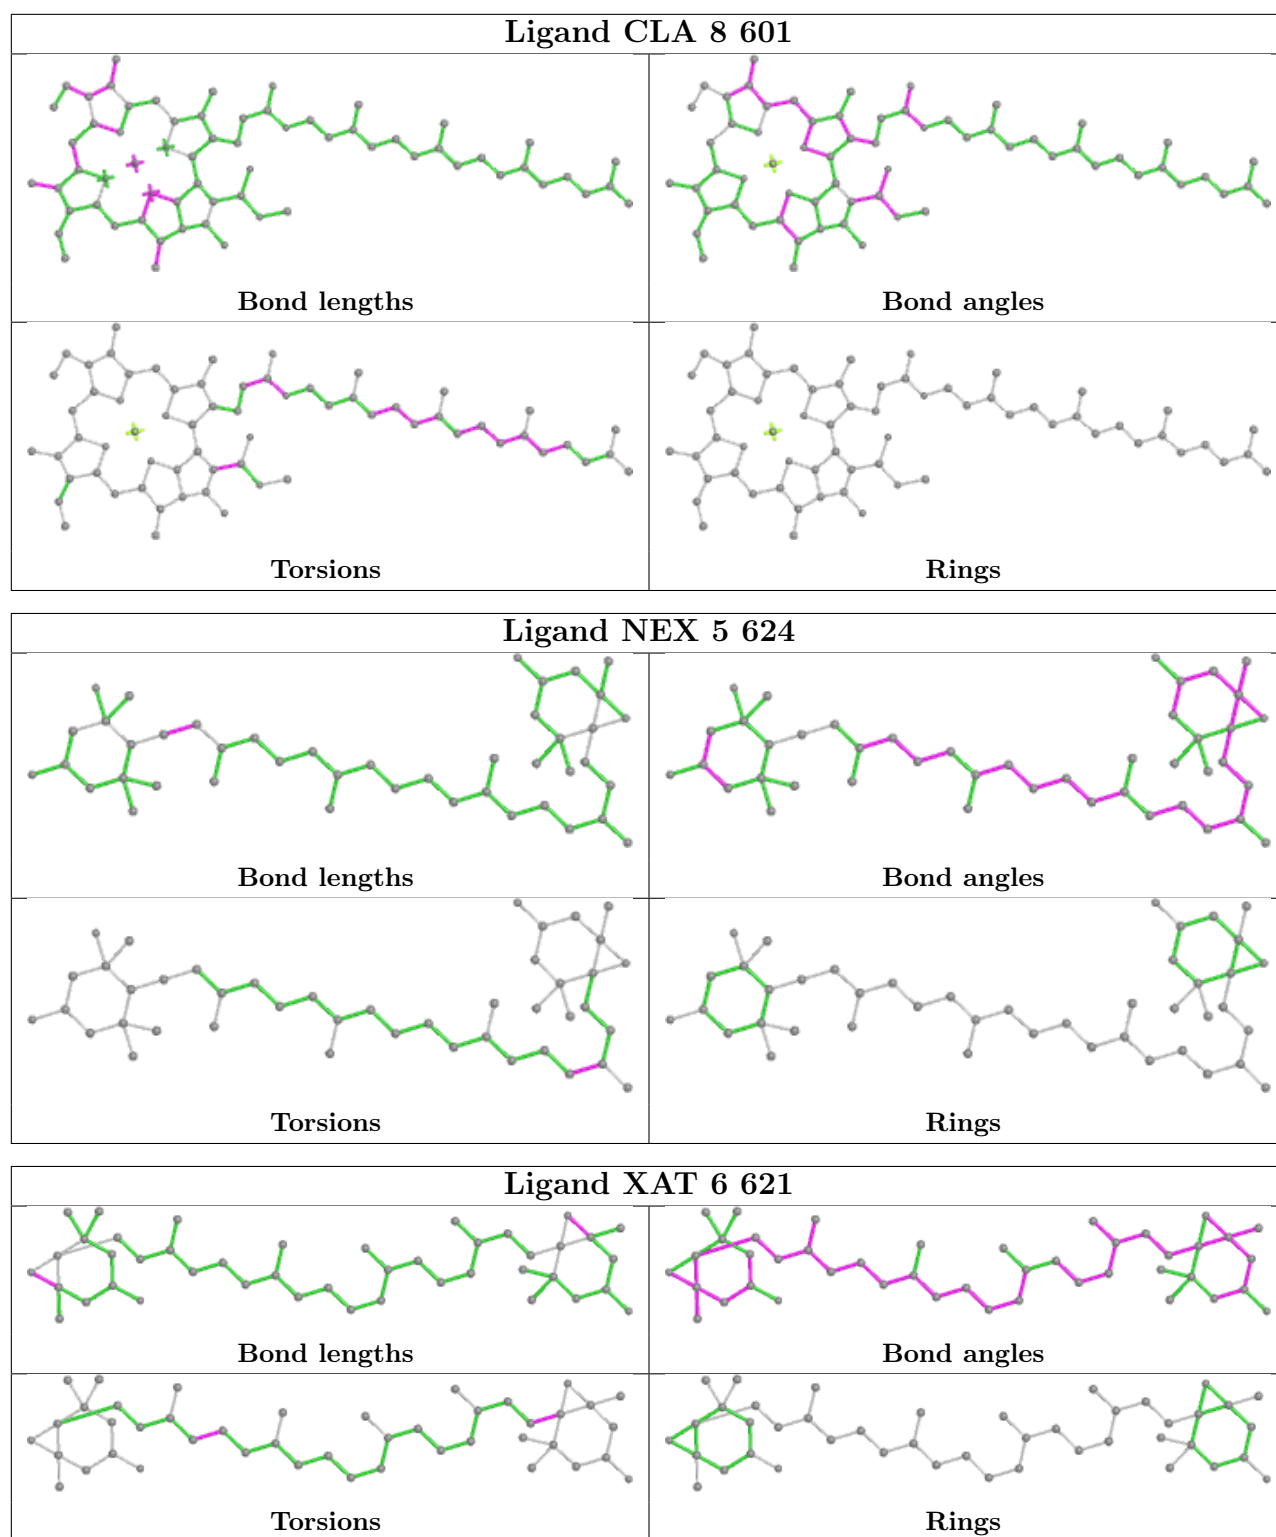 Ligand CLA 8 601
Bond lengths
Bond angles
Torsions
Rings
Ligand NEX 5 624
Bond lengths
Bond angles
Torsions
Rings
Ligand XAT 6 621
Bond lengths
Bond angles
Torsions
Rings